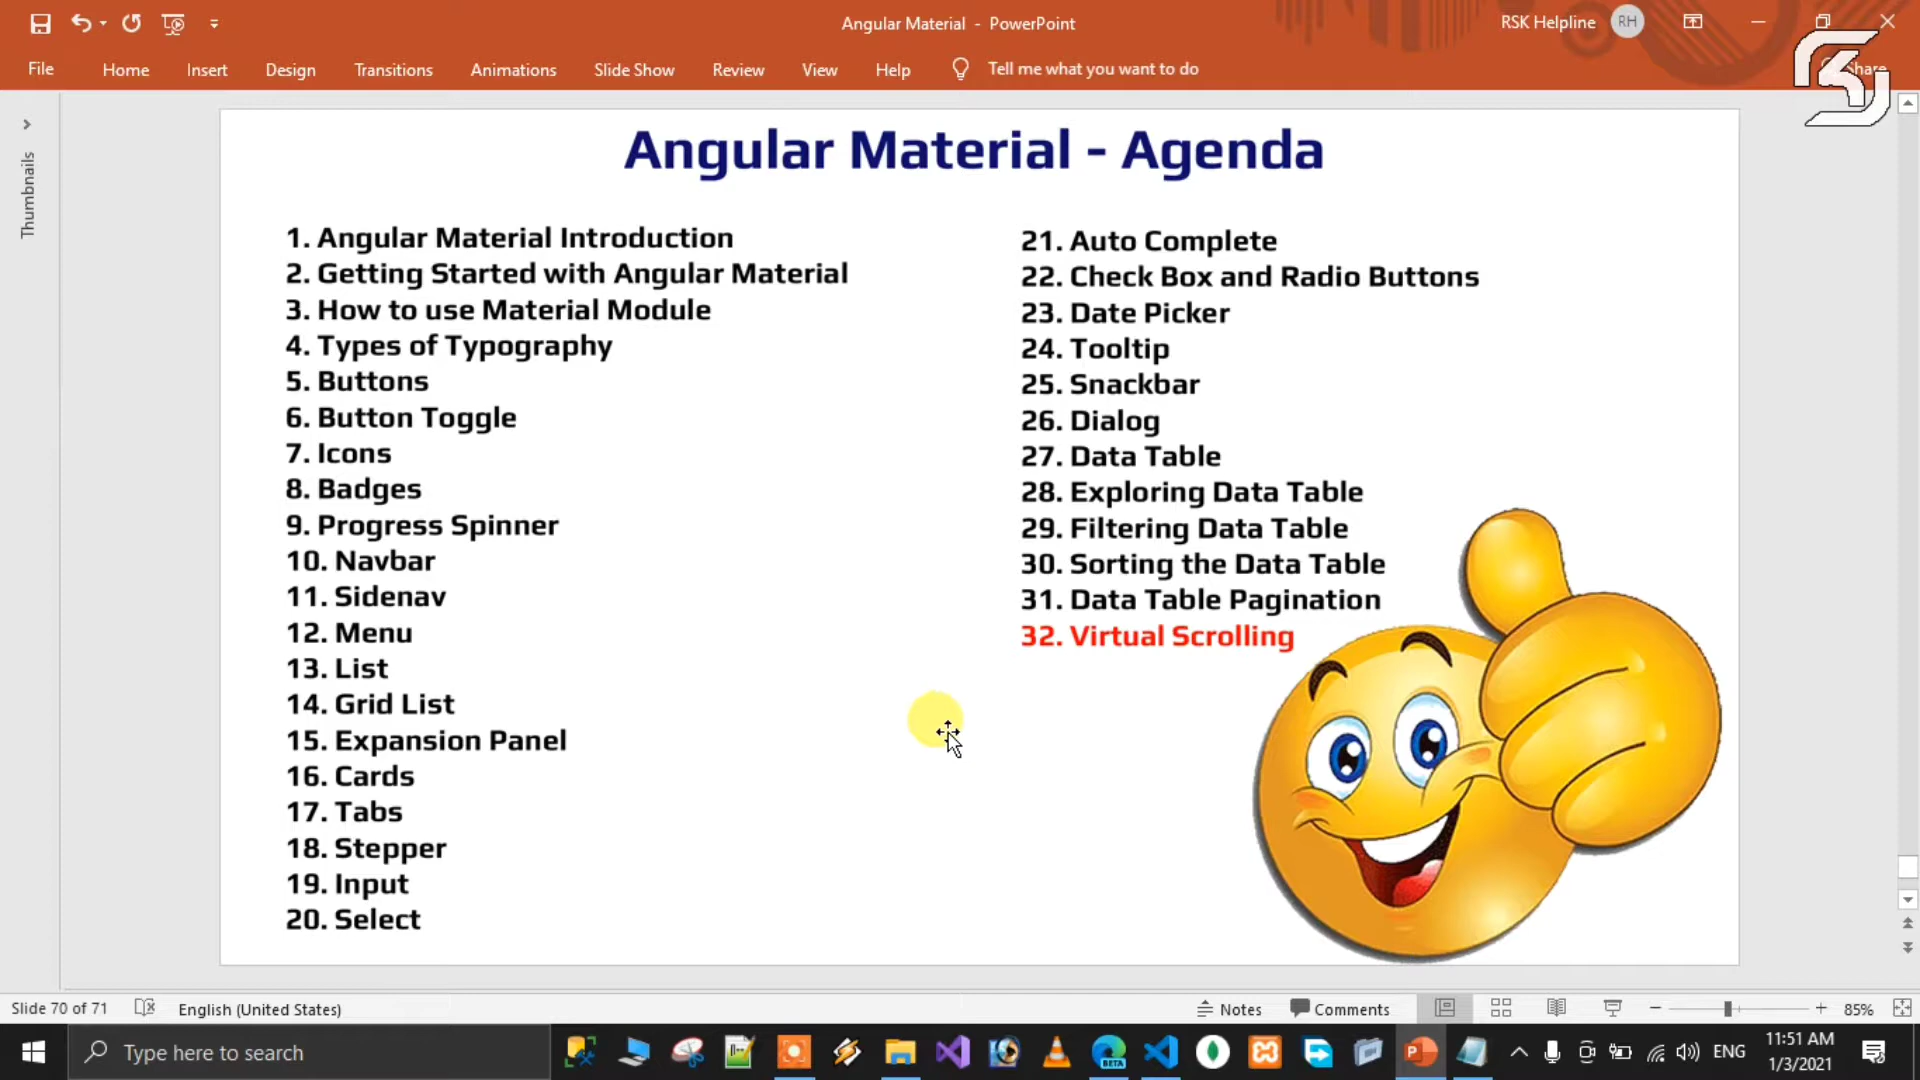 Angular Material - PowerPoint
RSK Helpline
RH
File
Home
Insert
Design
Transitions
Animations
Slide Show
Review
View
Help
Tell me what you want to do
Share
Thumbnails
Angular Material - Agenda
1. Angular Material Introduction
2. Getting Started with Angular Material
3. How to use Material Module
4. Types of Typography
5. Buttons
6. Button Toggle
7. Icons
8. Badges
9. Progress Spinner
10. Navbar
11. Sidenav
12. Menu
13. List
14. Grid List
15. Expansion Panel
16. Cards
17. Tabs
18. Stepper
19. Input
20. Select
21. Auto Complete
22. Check Box and Radio Buttons
23. Date Picker
24. Tooltip
25. Snackbar
26. Dialog
27. Data Table
28. Exploring Data Table
29. Filtering Data Table
30. Sorting the Data Table
31. Data Table Pagination
32. Virtual Scrolling
Slide 70 of 71
English (United States)
Notes
Comments
85%
Type here to search
BETA
ENG
11:51 AM
1/3/2021